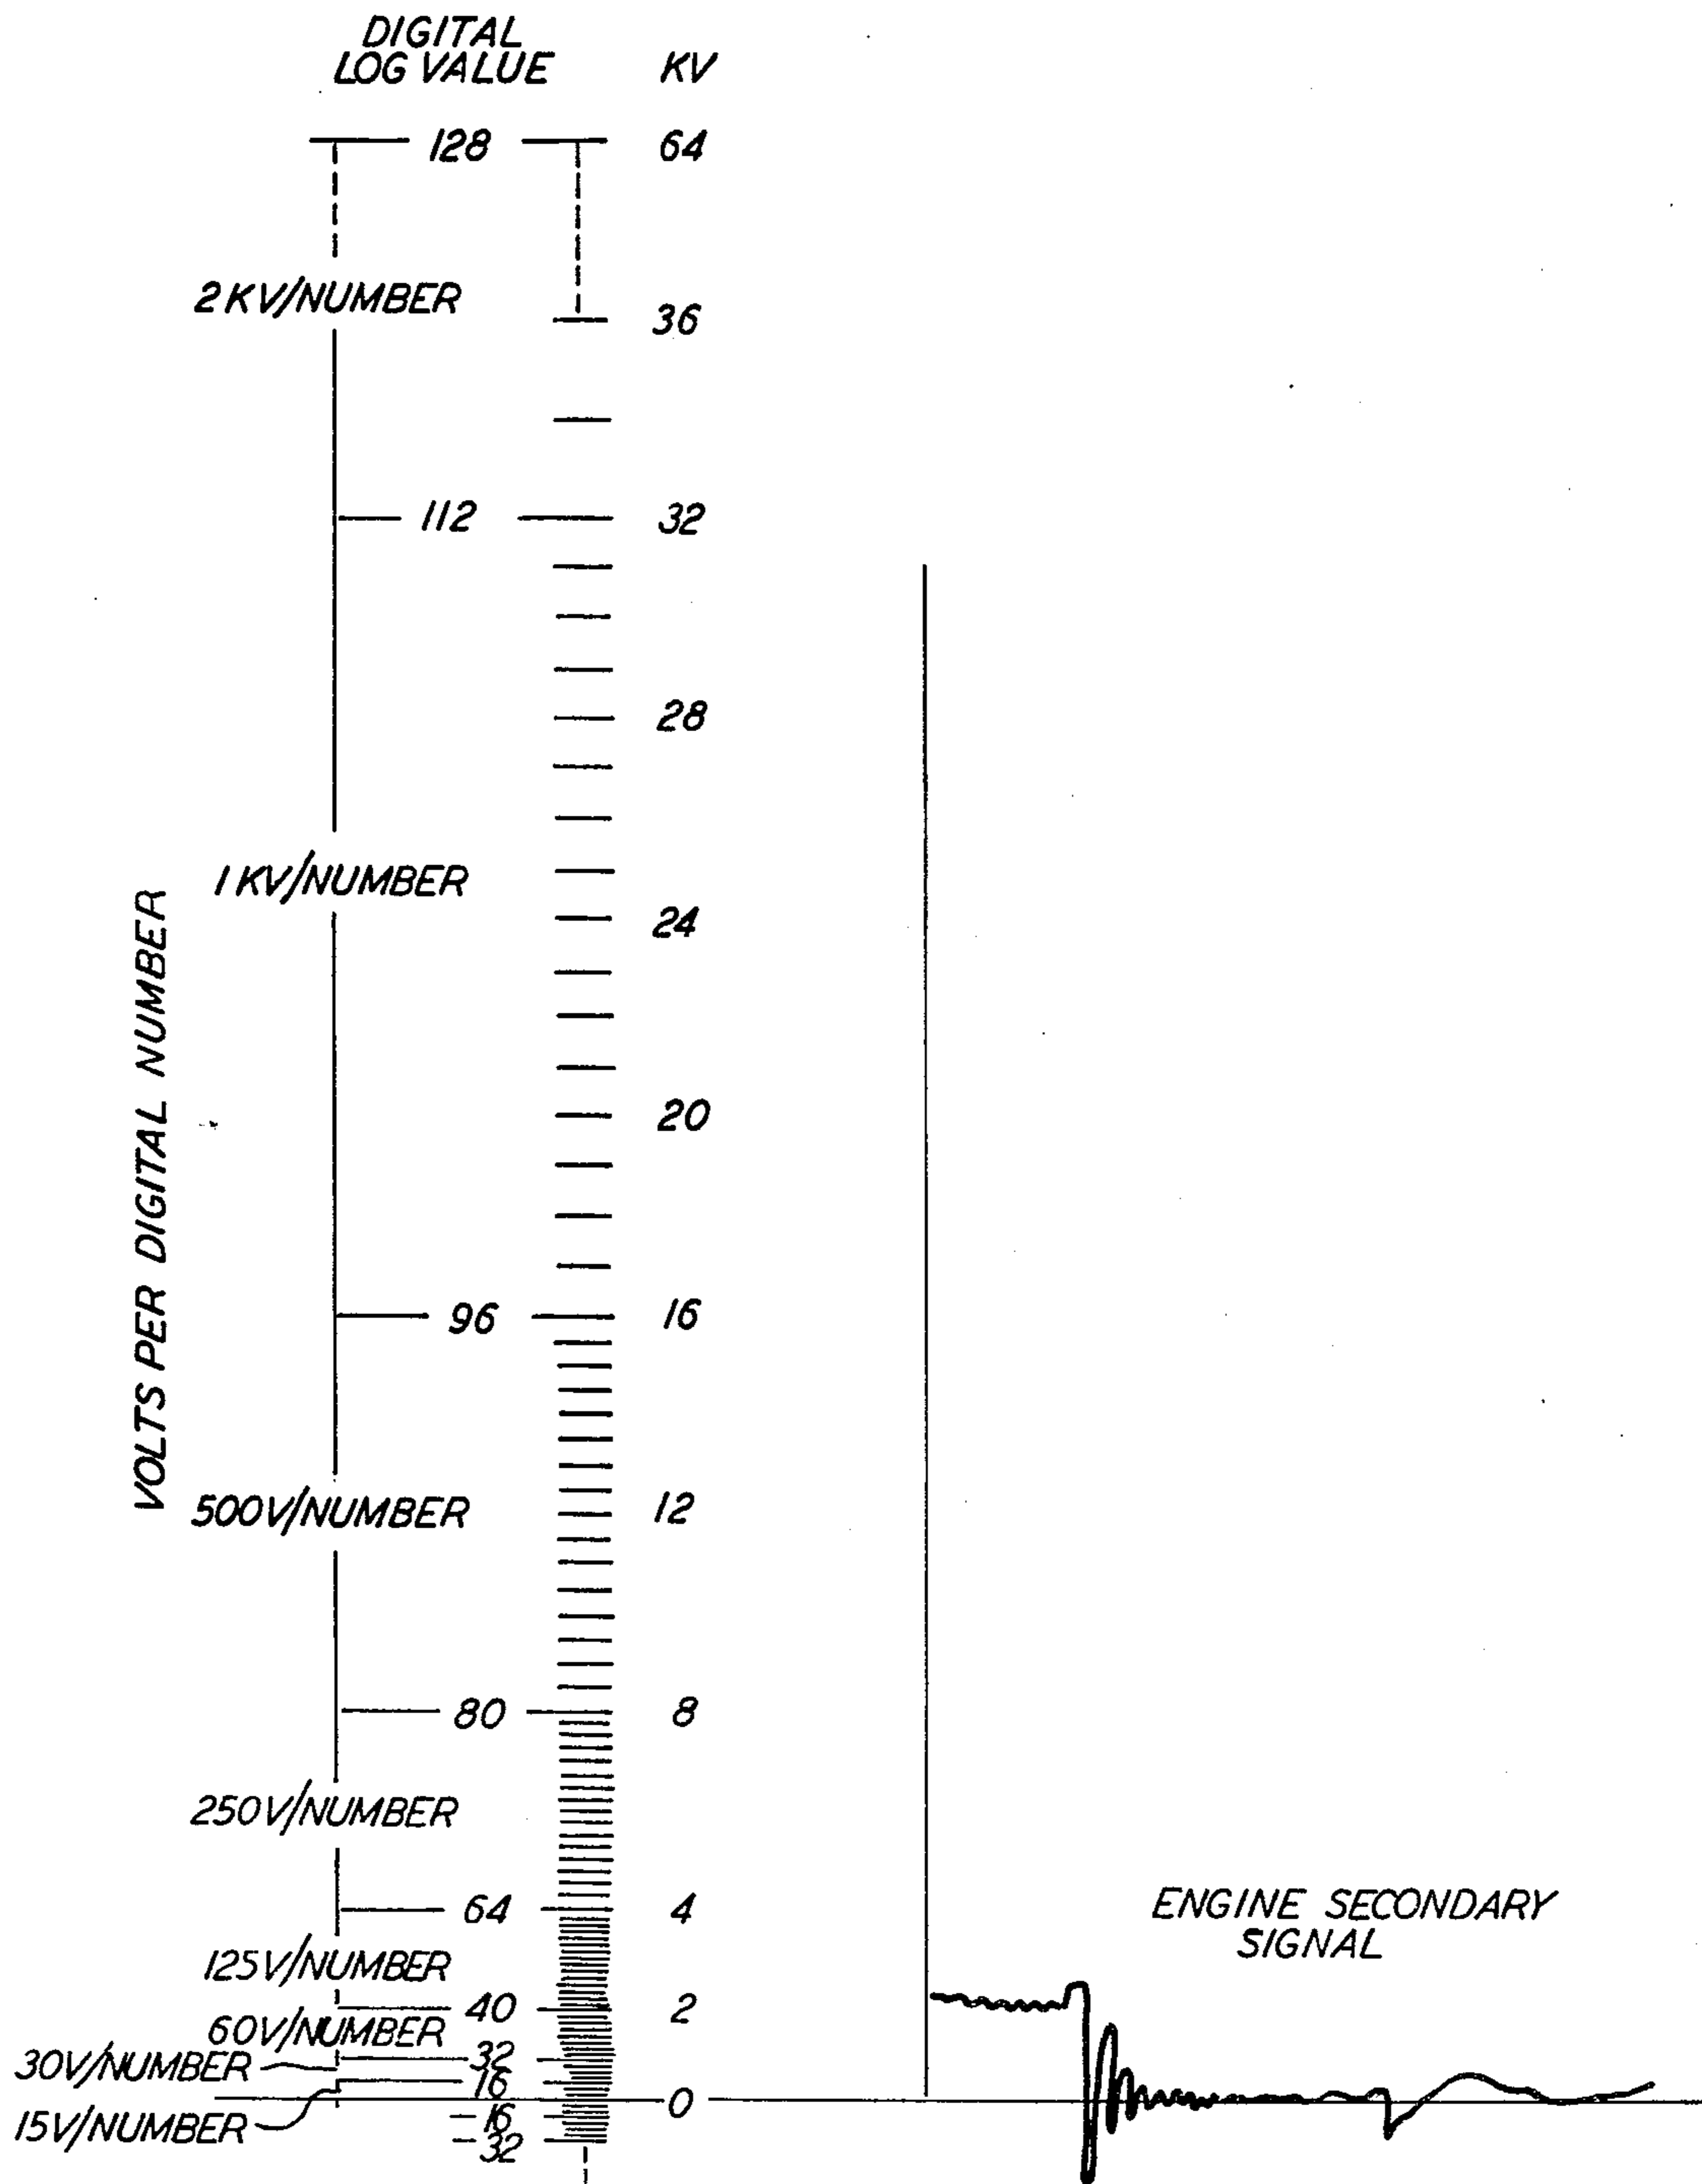 DIGITAL
LOG VALUE KV
128 64
2 KV/NUMBER
36
112 32
28
1 KV/NUMBER
24
VOLTS PER DIGITAL NUMBER
20
96 16
500V/NUMBER 12
80 8
250V/NUMBER
64 4
ENGINE SECONDARY
SIGNAL
125V/NUMBER
40 2
60V/NUMBER
30V/NUMBER 32
16
0
15V/NUMBER 16
32